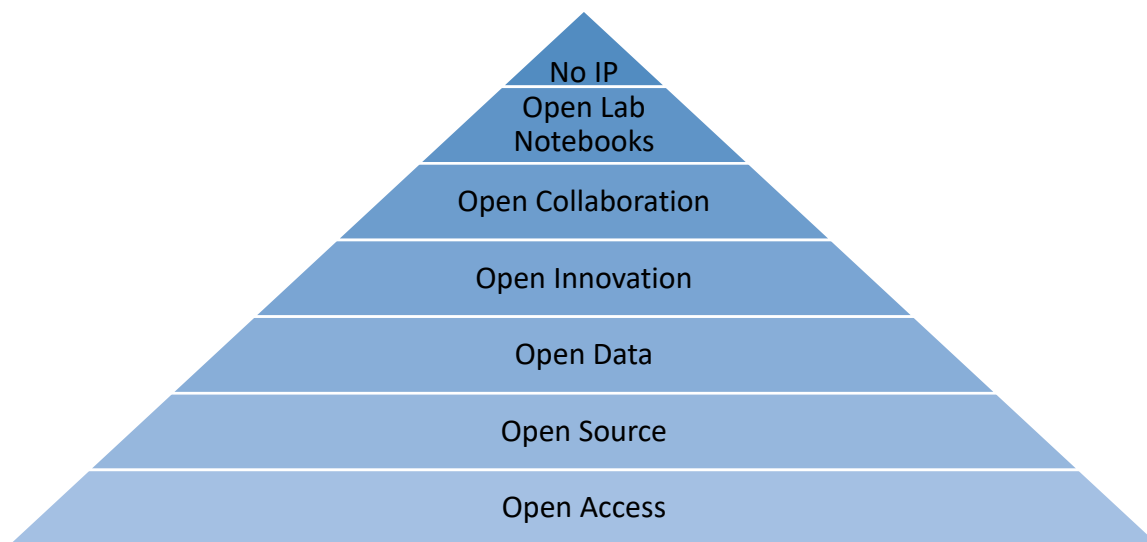 No IP
Open Lab
Notebooks
Open Collaboration
Open Innovation
Open Data
Open Source
Open Access